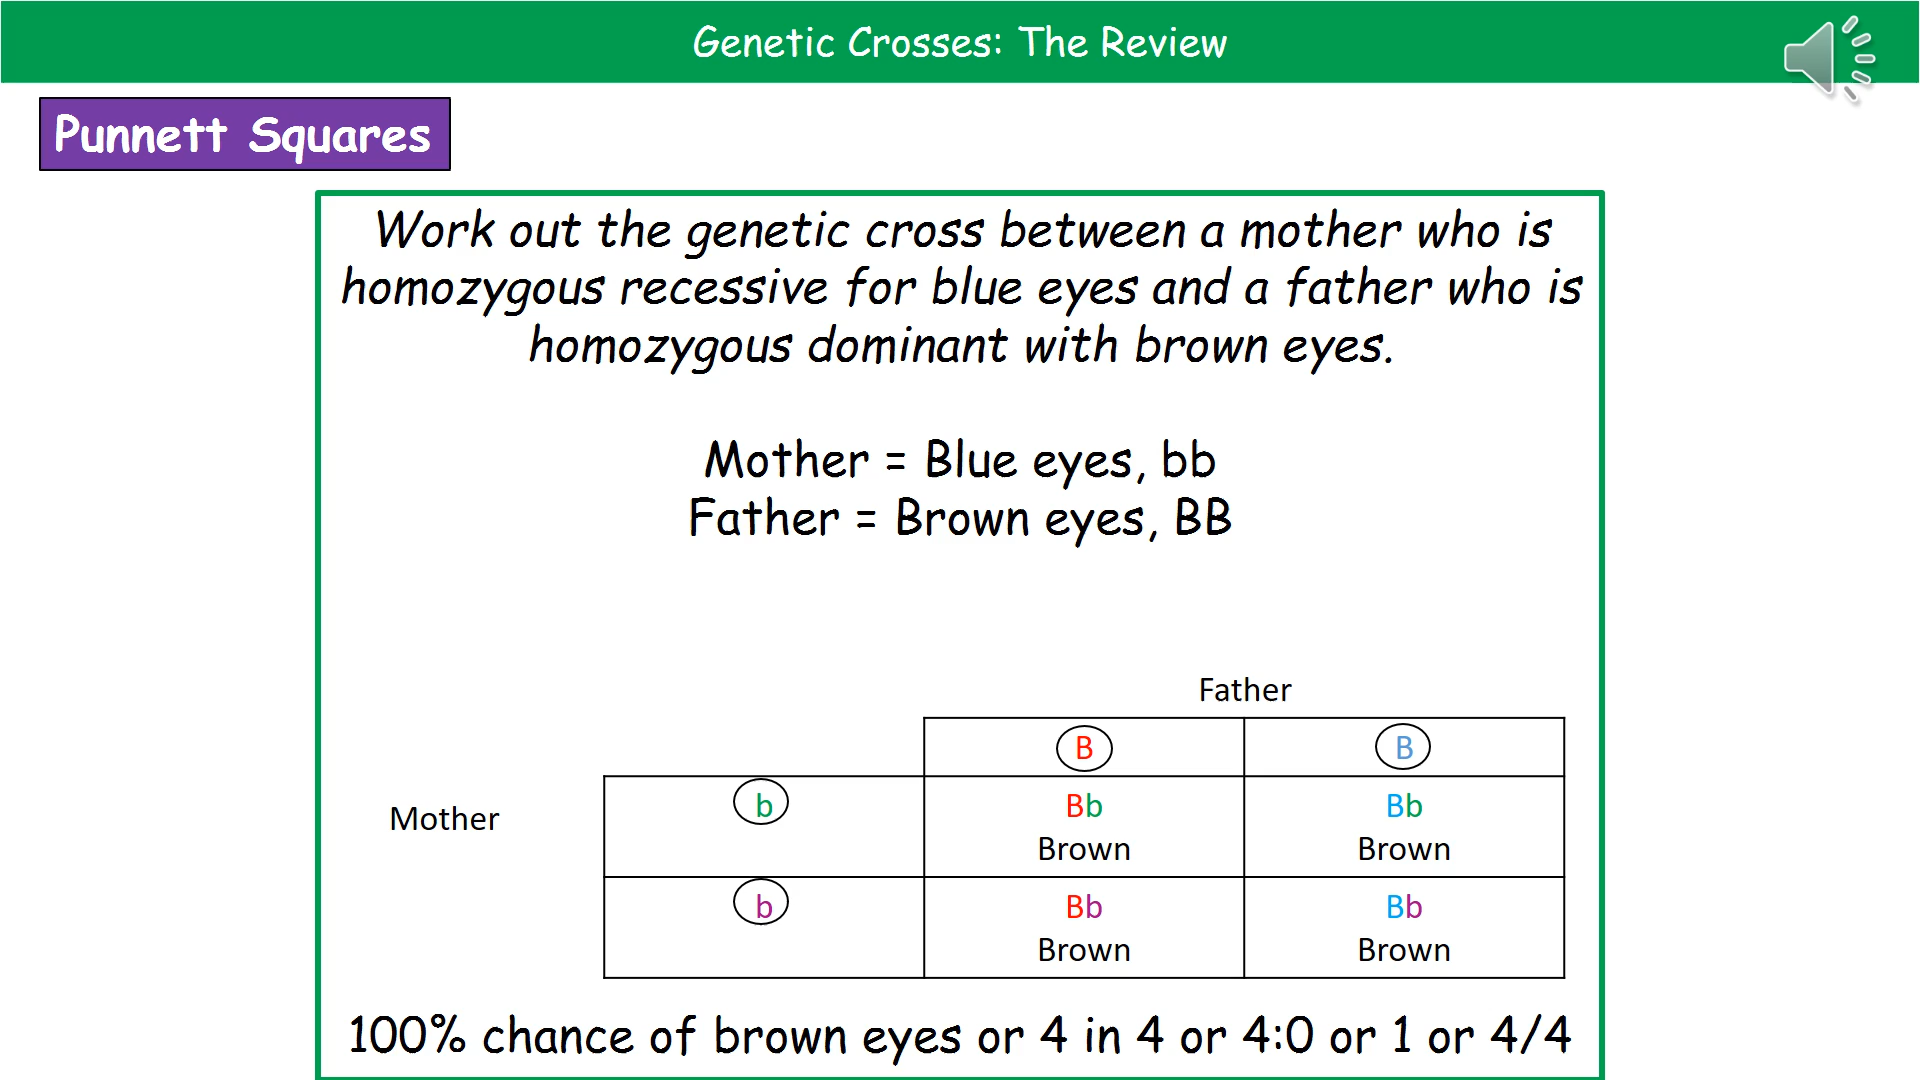 Genetic Crosses: The Review
Punnett Squares
Work out the genetic cross between a mother who is
homozygous recessive for blue eyes and a father who is
homozygous dominant with brown eyes.
Mother = Blue eyes, bb
Father = Brown eyes, BB
Father
B B
Mother
b Bb Bb
Brown Brown
b Bb Bb
Brown Brown
100% chance of brown eyes or 4 in 4 or 4:0 or 1 or 4/4